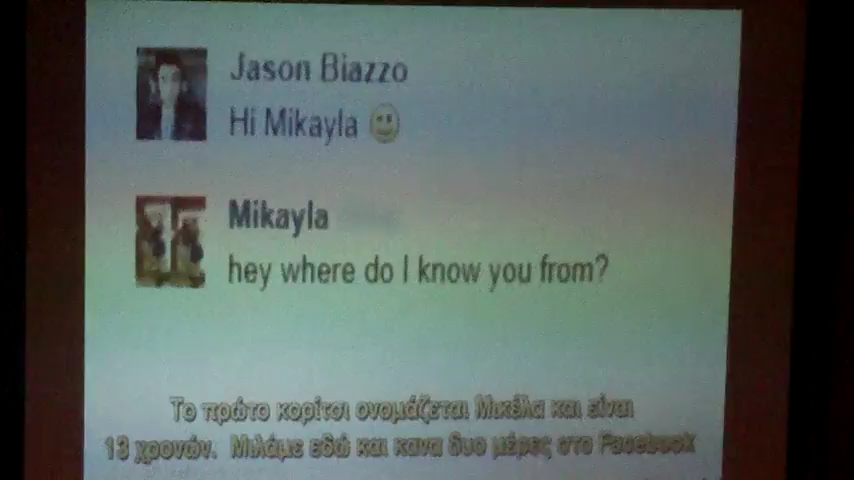 Jason Biazzo
Hi Mikayla
Mikayla
hey where do I know you from?
Το πρώτο κορίτσι ονομάζεται Μικέλα και είναι
13 χρονών. Μιλάμε εδώ και κανα δυο μέρες στο Facebook